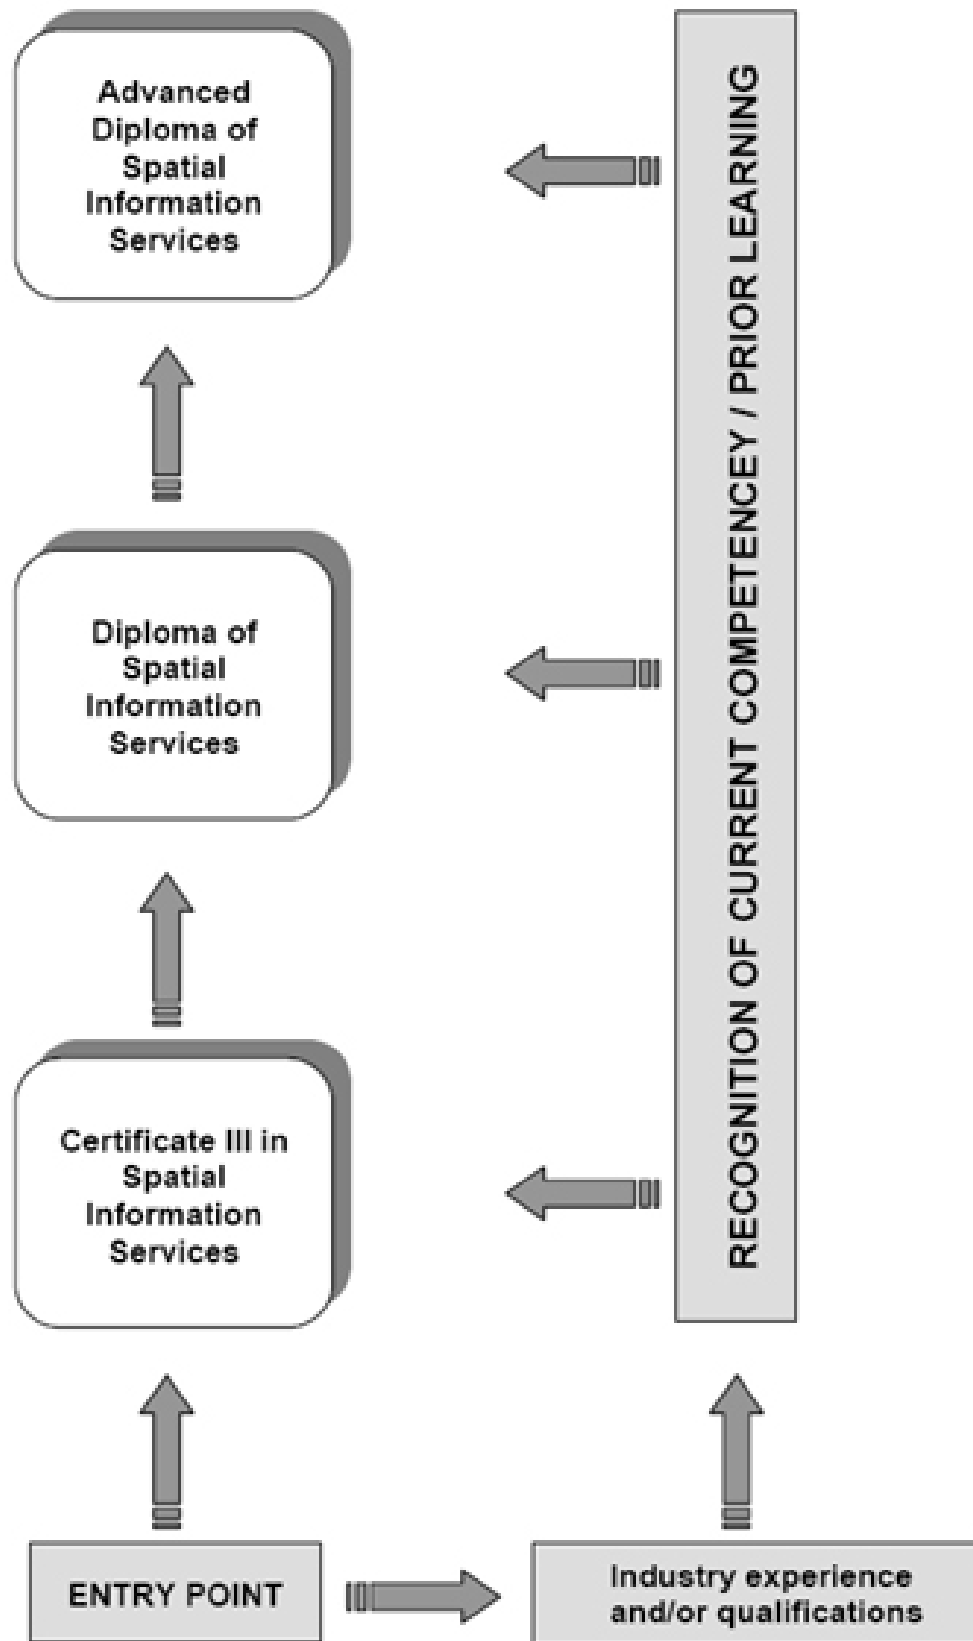 Advanced
Diploma of
Spatial
Information
Services
RECOGNITION OF CURRENT COMPETENCEY / PRIOR LEARNING
Diploma of
Spatial
Information
Services
Certificate III in
Spatial
Information
Services
ENTRY POINT
Industry experience
and/or qualifications